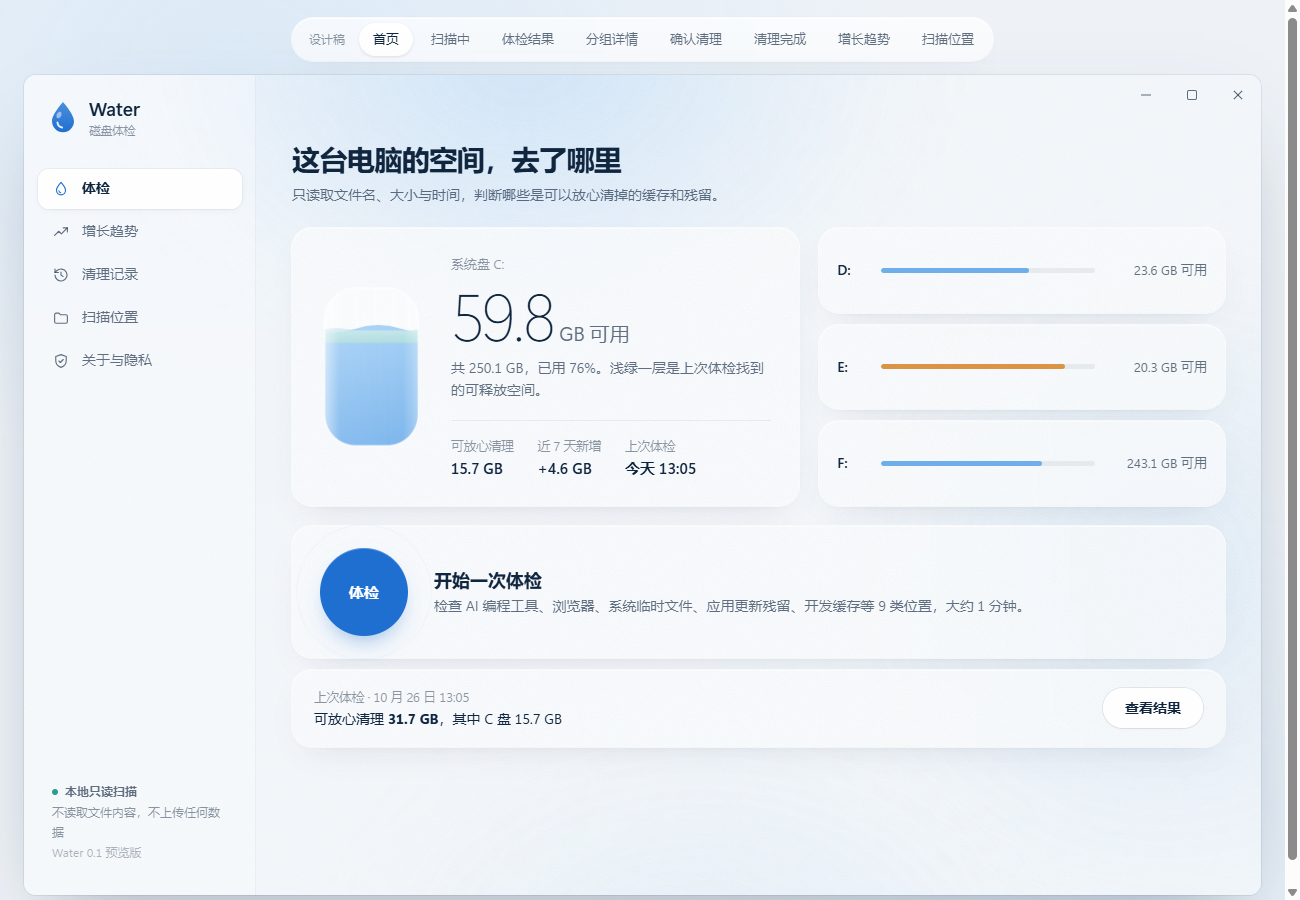 设计稿 首页 扫描中 体检结果 分组详情 确认清理 清理完成 增长趋势 扫描位置
Water
磁盘体检
体检
增长趋势
清理记录
扫描位置
关于与隐私
本地只读扫描
不读取文件内容，不上传任何数
据
Water 0.1 预览版
这台电脑的空间，去了哪里
只读取文件名、大小与时间，判断哪些是可以放心清掉的缓存和残留。
系统盘 C:
59.8 GB 可用
共 250.1 GB，已用 76%。浅绿一层是上次体检找到
的可释放空间。
可放心清理 近 7 天新增 上次体检
15.7 GB +4.6 GB 今天 13:05
D: 23.6 GB 可用
E: 20.3 GB 可用
F: 243.1 GB 可用
体检
开始一次体检
检查 AI 编程工具、浏览器、系统临时文件、应用更新残留、开发缓存等 9 类位置，大约 1 分钟。
上次体检 · 10 月 26 日 13:05
可放心清理 31.7 GB，其中 C 盘 15.7 GB
查看结果